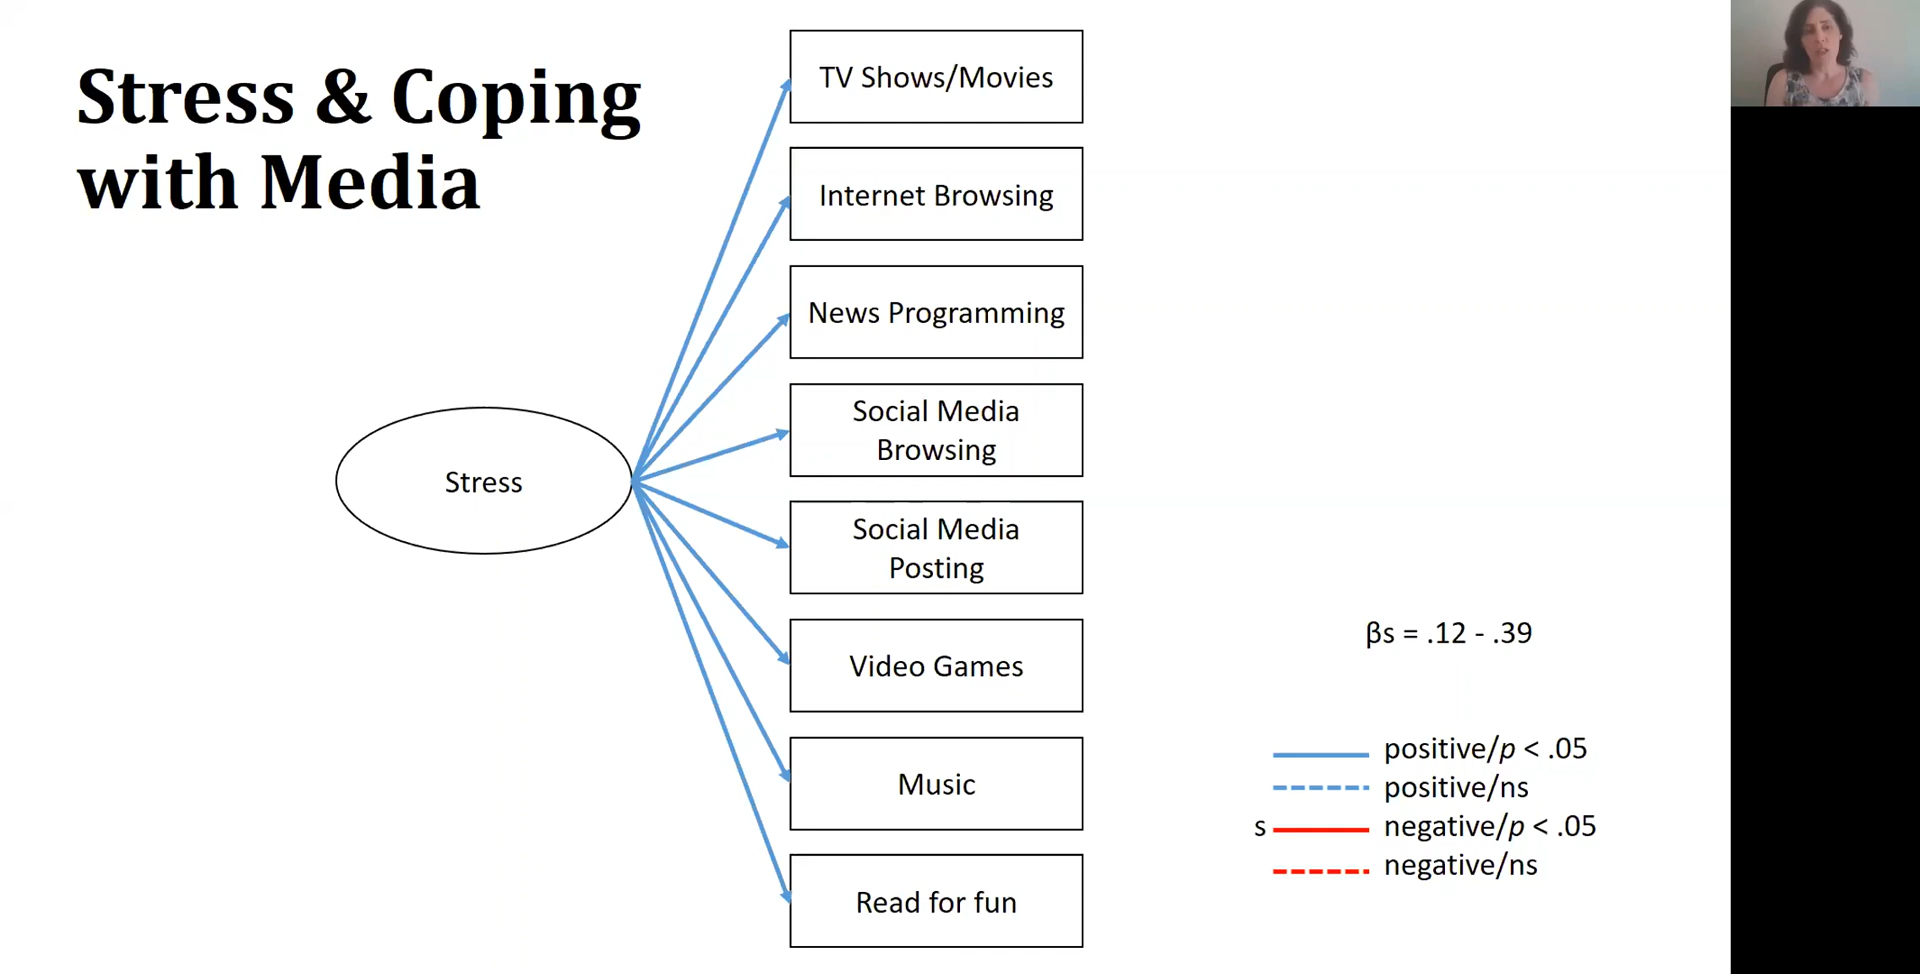 Stress & Coping
with Media
TV Shows/Movies
Internet Browsing
News Programming
Social Media
Browsing
Stress
Social Media
Posting
Video Games
Music
Read for fun
βs = .12 - .39
positive/p < .05
positive/ns
s negative/p < .05
negative/ns